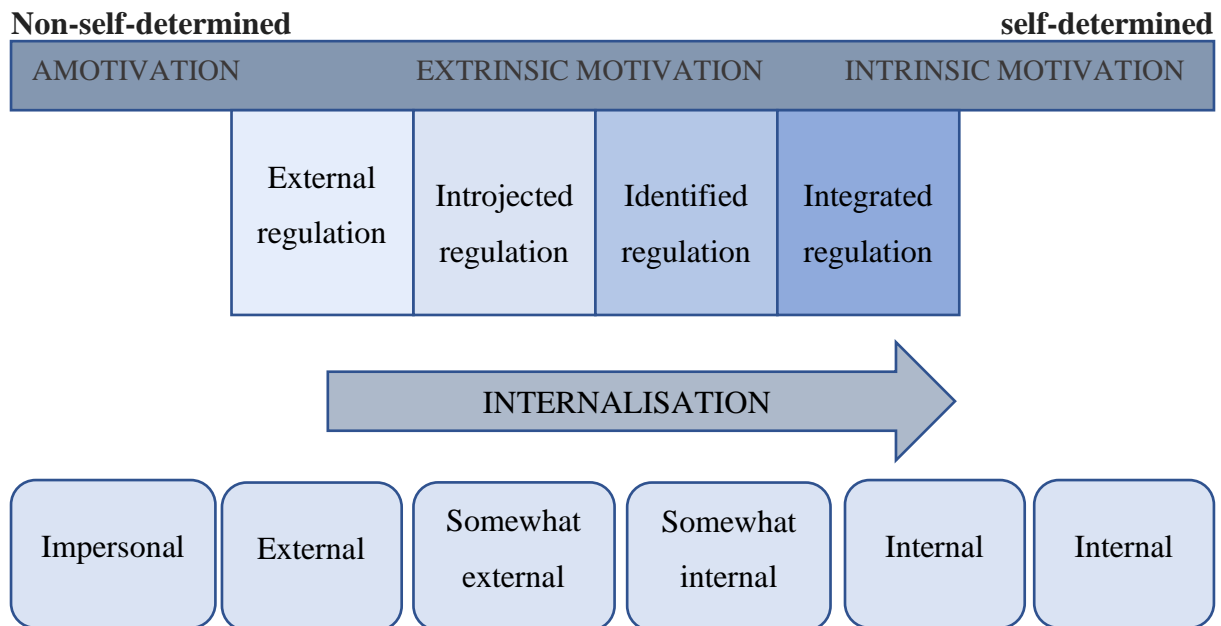 Non-self-determined self-determined
AMOTIVATION EXTRINSIC MOTIVATION INTRINSIC MOTIVATION
External
regulation
Introjected
regulation
Identified
regulation
Integrated
regulation
INTERNALISATION
Impersonal
External
Somewhat
external
Somewhat
internal
Internal
Internal